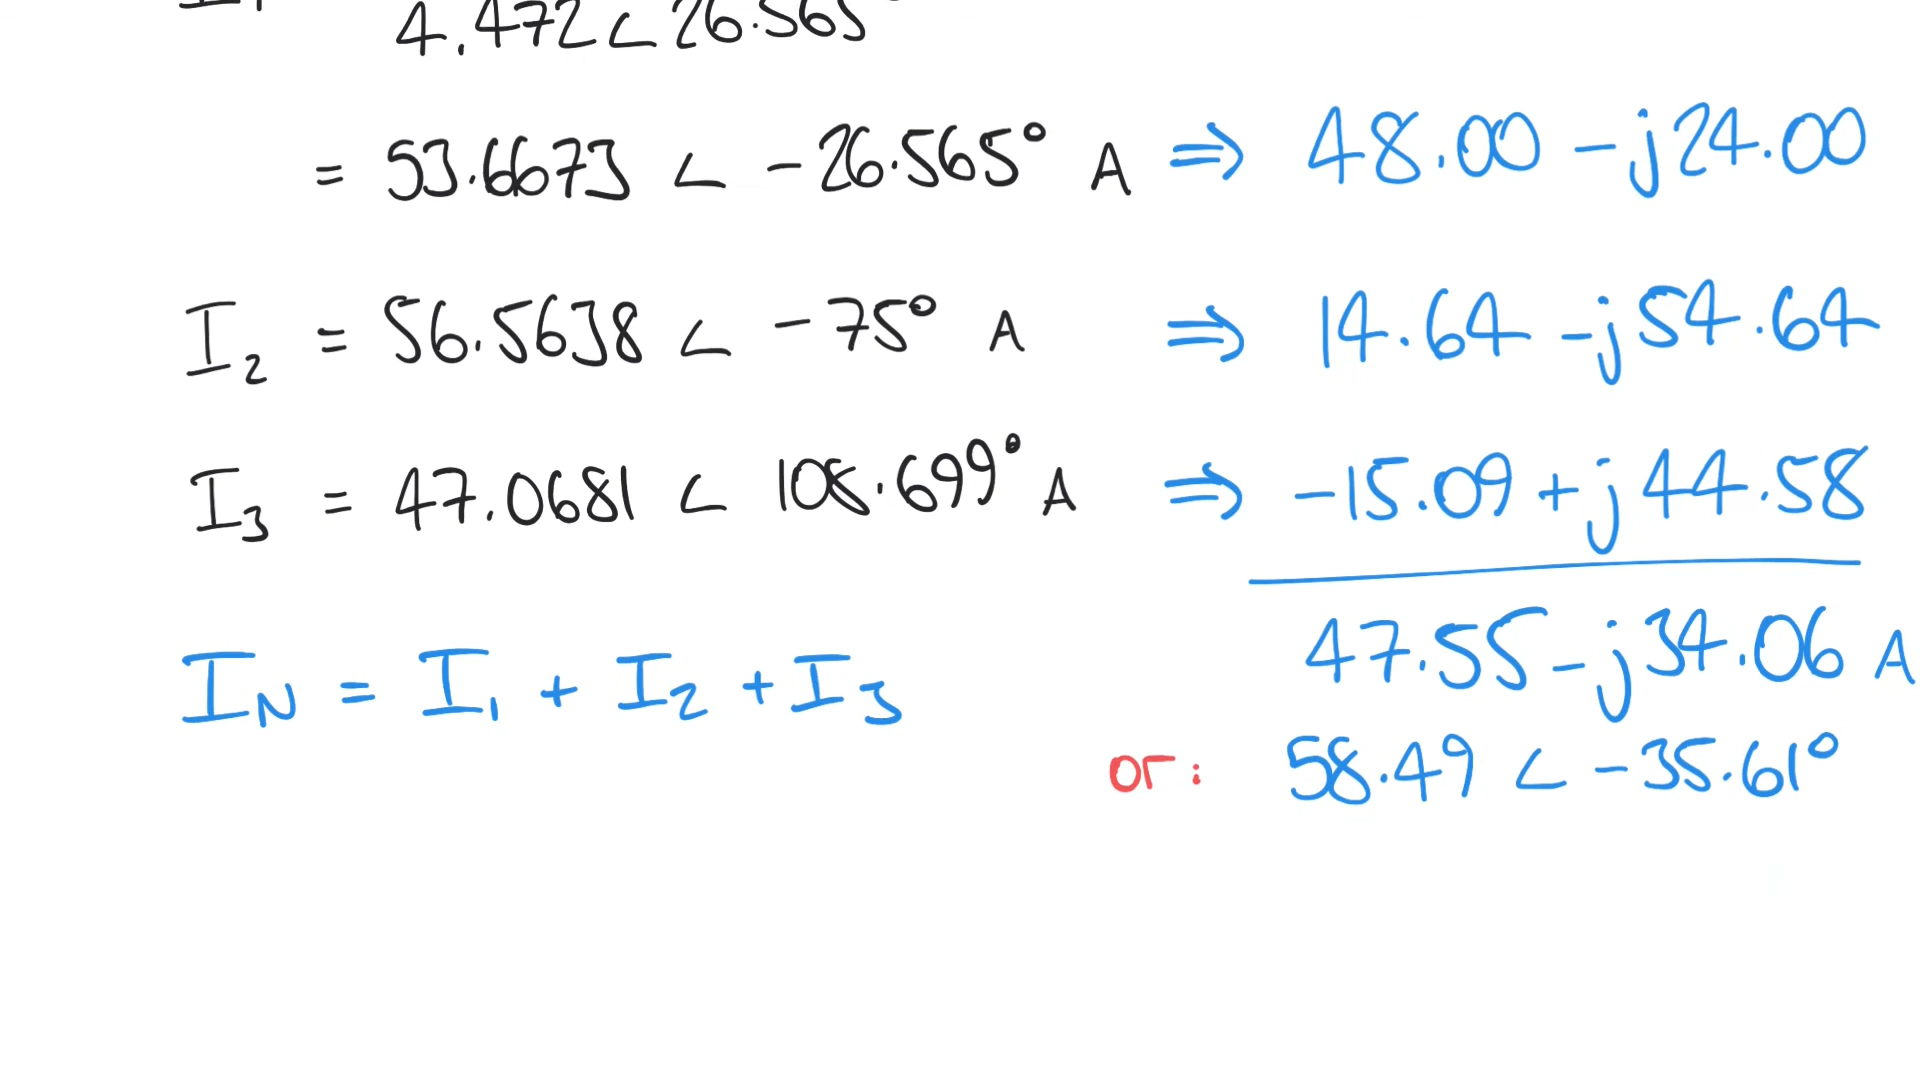 4.472 < 26.565°
= 53.6673 < -26.565° A ⇒ 48.00 - j24.00
I₂ = 56.5638 < -75° A ⇒ 14.64 - j54.64
I₃ = 47.0681 < 108.699° A ⇒ -15.09 + j44.58
47.55 - j34.06 A
I_N = I₁ + I₂ + I₃
or: 58.49 < -35.61°